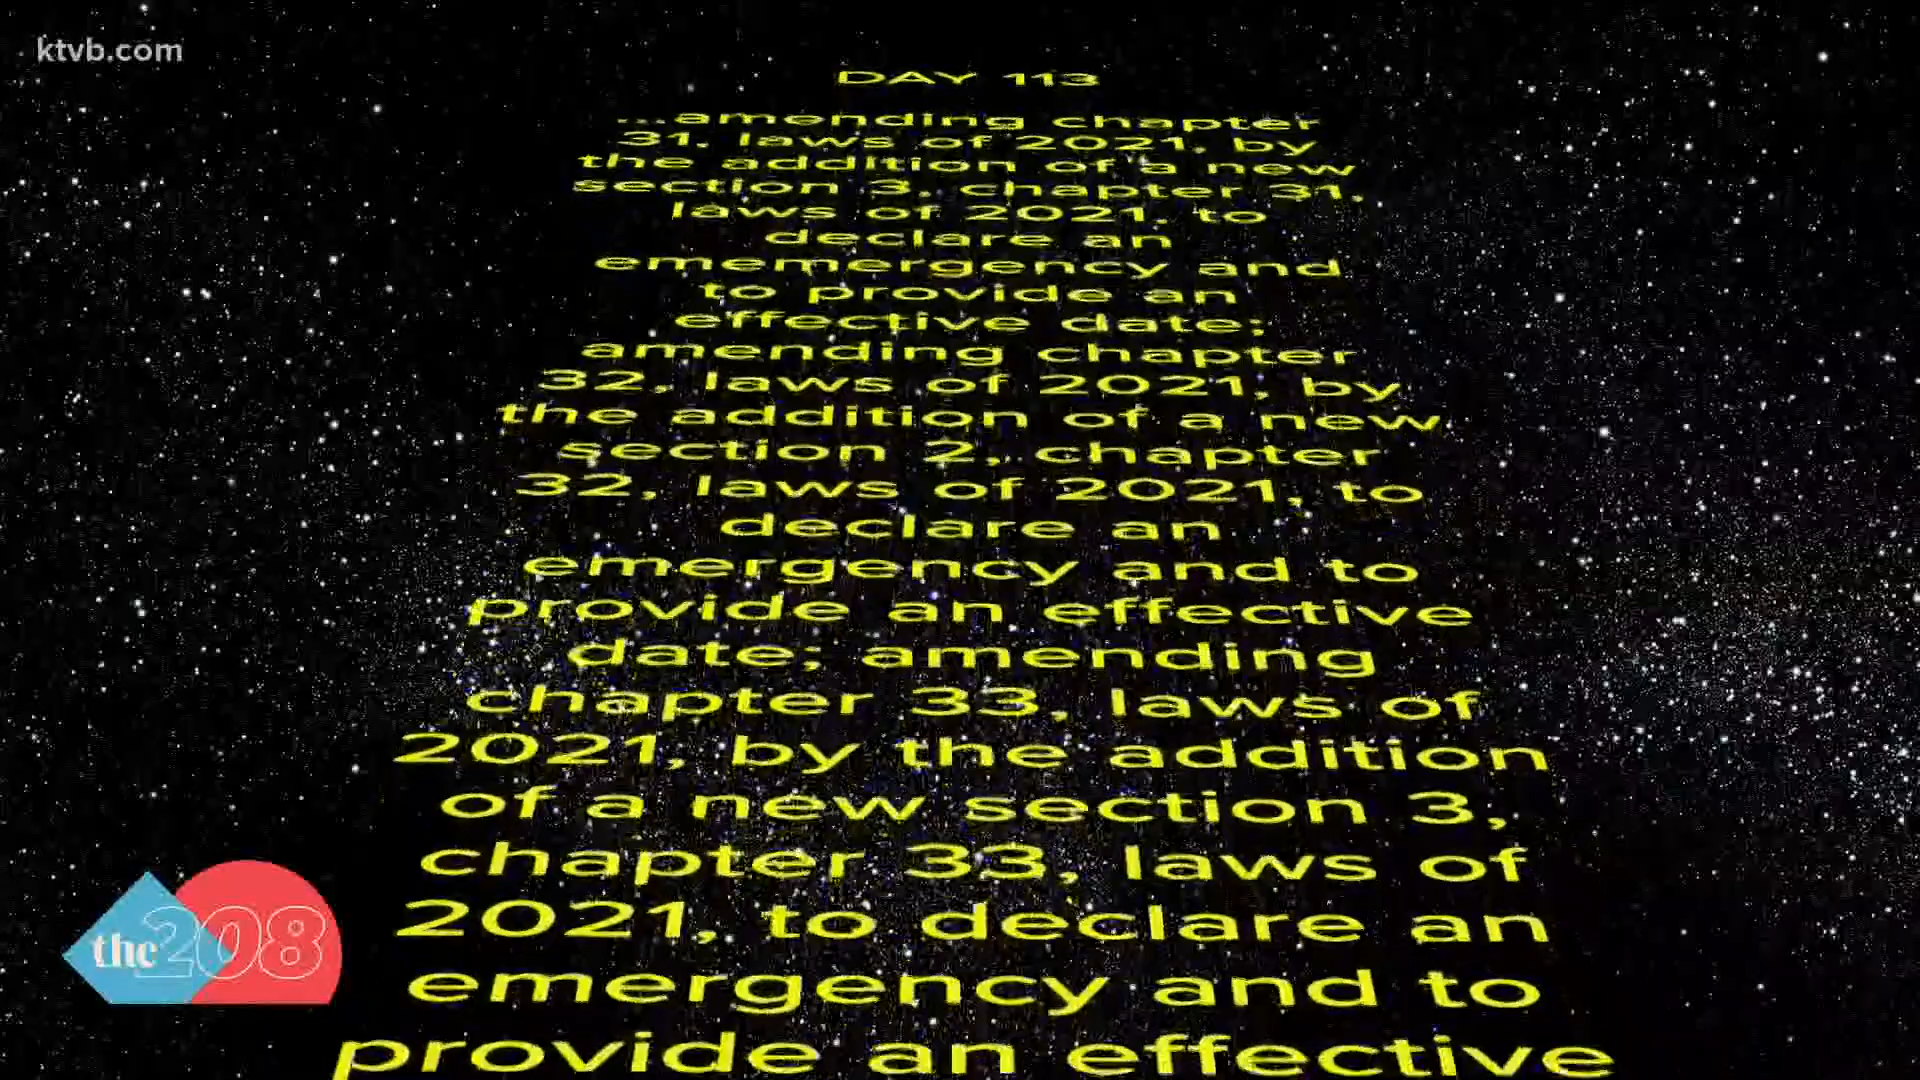 ktvb.com
DAY 113
...amending chapter
31, laws of 2021, by
the addition of a new
section 3, chapter 31,
laws of 2021, to
declare an
ememergency and
to provide an
effective date;
amending chapter
32, laws of 2021, by
the addition of a new
section 2, chapter
32, laws of 2021, to
declare an
emergency and to
provide an effective
date; amending
chapter 33, laws of
2021, by the addition
of a new section 3,
chapter 33, laws of
2021, to declare an
emergency and to
provide an effective
the 208